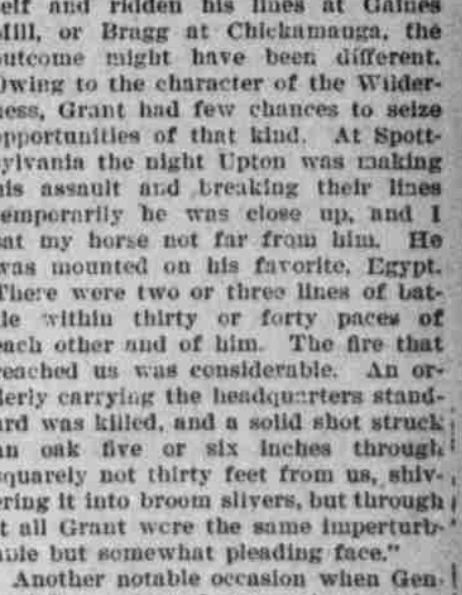 elf and ridden his lines at Gaines
Mill, or Bragg at Chickamauga, the
outcome might have been different.
Owing to the character of the Wilder-
ness, Grant had few chances to seize
opportunities of that kind. At Spott-
sylvania the night Upton was making
his assault and breaking their lines
temporarily he was close up, and I
sat my horse not far from him. He
was mounted on his favorite, Egypt.
There were two or three lines of bat-
tle within thirty or forty paces of
each other and of him. The fire that
reached us was considerable. An or-
derly carrying the headquarters stand-
ard was killed, and a solid shot struck
an oak five or six inches through
squarely not thirty feet from us, shiv-
ering it into broom slivers, but through
it all Grant wore the same imperturb-
able but somewhat pleading face."
Another notable occasion when Gen-